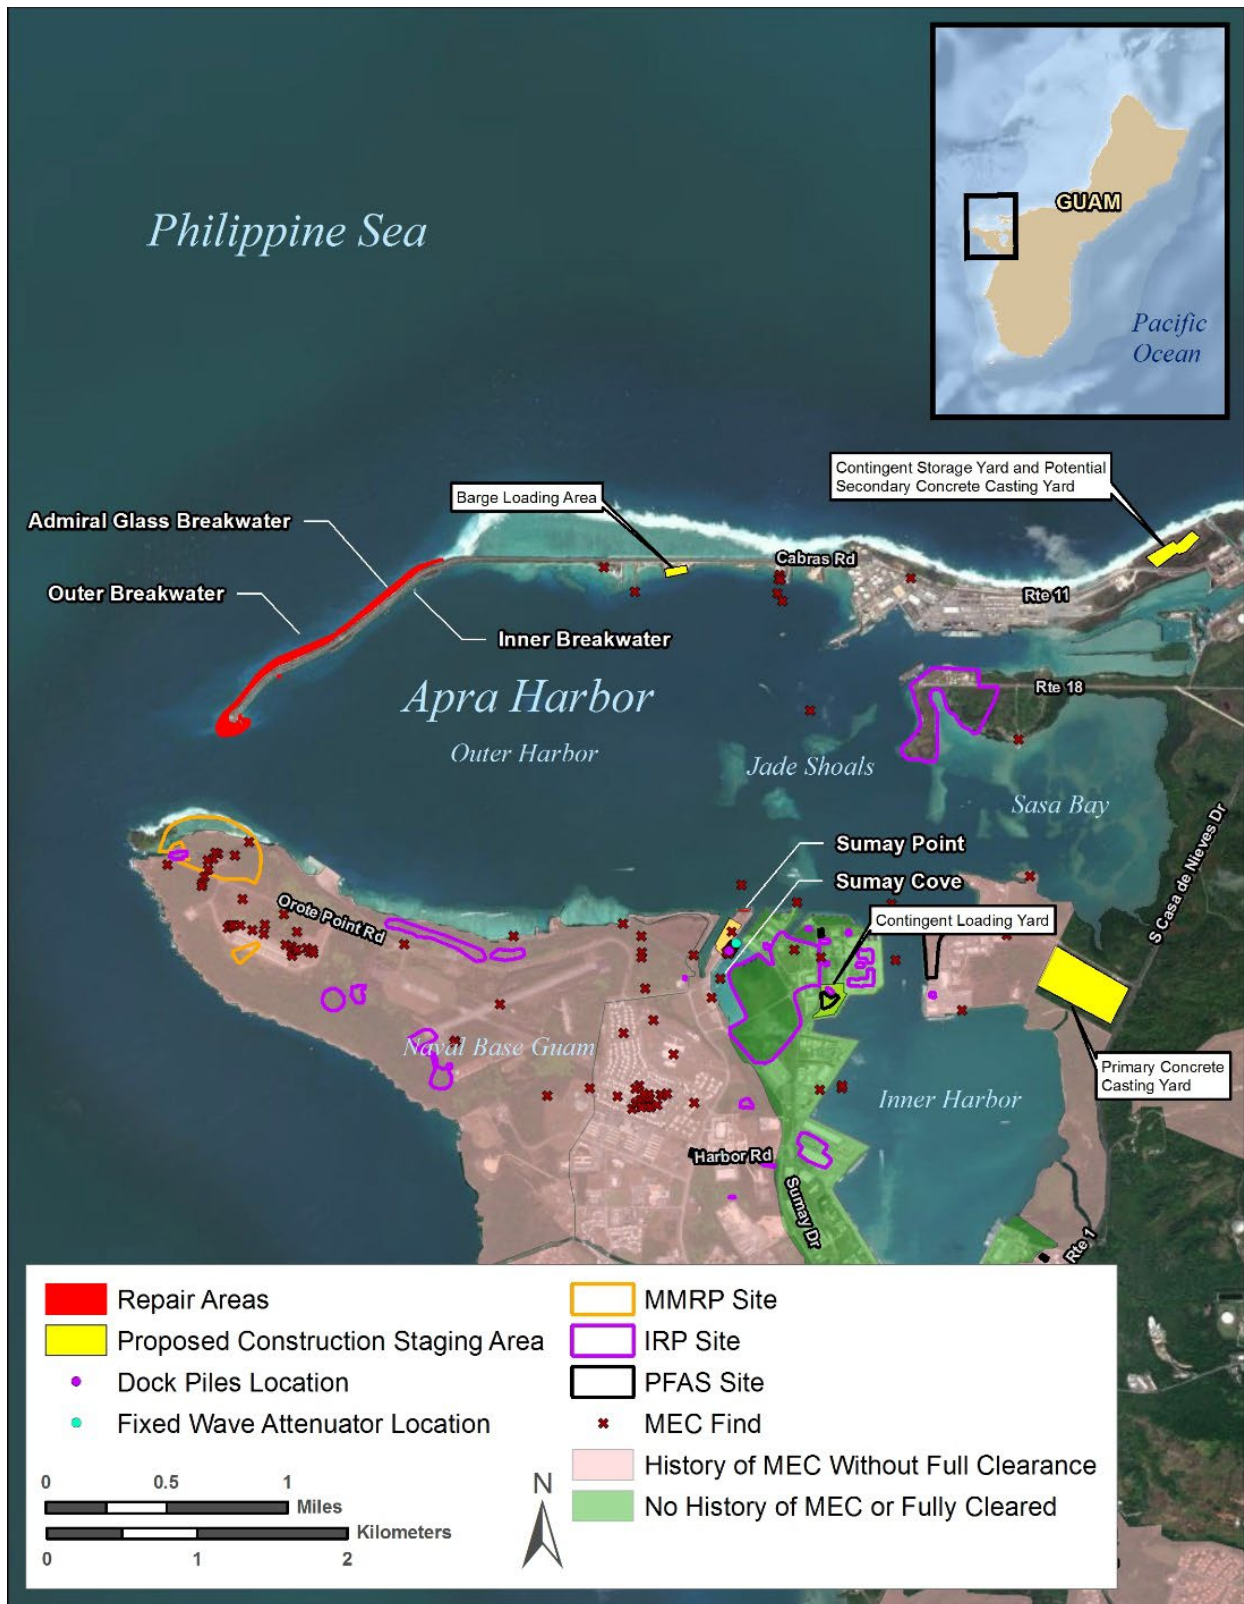 GUAM
Pacific
Ocean
Philippine Sea
Contingent Storage Yard and Potential
Secondary Concrete Casting Yard
Barge Loading Area
Admiral Glass Breakwater
Cabras Rd
Outer Breakwater
Rte 11
Inner Breakwater
Apra Harbor
Rte 18
Outer Harbor
Jade Shoals
Sasa Bay
Sumay Point
Sumay Cove
S Casa de Nieves Dr
Contingent Loading Yard
Orote Point Rd
Naval Base Guam
Primary Concrete
Casting Yard
Inner Harbor
Harbor Rd
Sumay Dr
Rte 1
Repair Areas
Proposed Construction Staging Area
Dock Piles Location
Fixed Wave Attenuator Location
0 0.5 1
Miles
Kilometers
0 1 2
N
MMRP Site
IRP Site
PFAS Site
MEC Find
History of MEC Without Full Clearance
No History of MEC or Fully Cleared